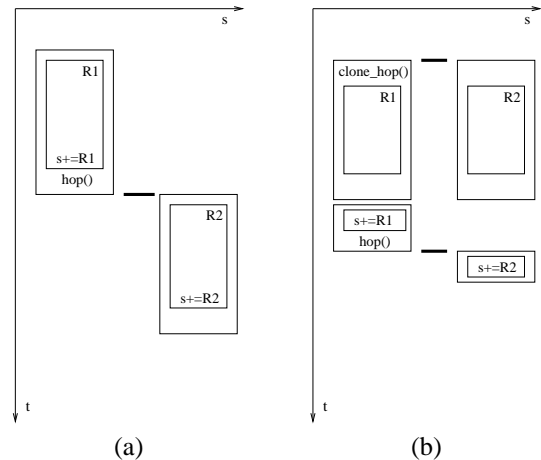 s
R1
s+=R1
hop()
R2
s+=R2
t
(a)
s
clone_hop()
R1
R2
s+=R1
hop()
s+=R2
t
(b)